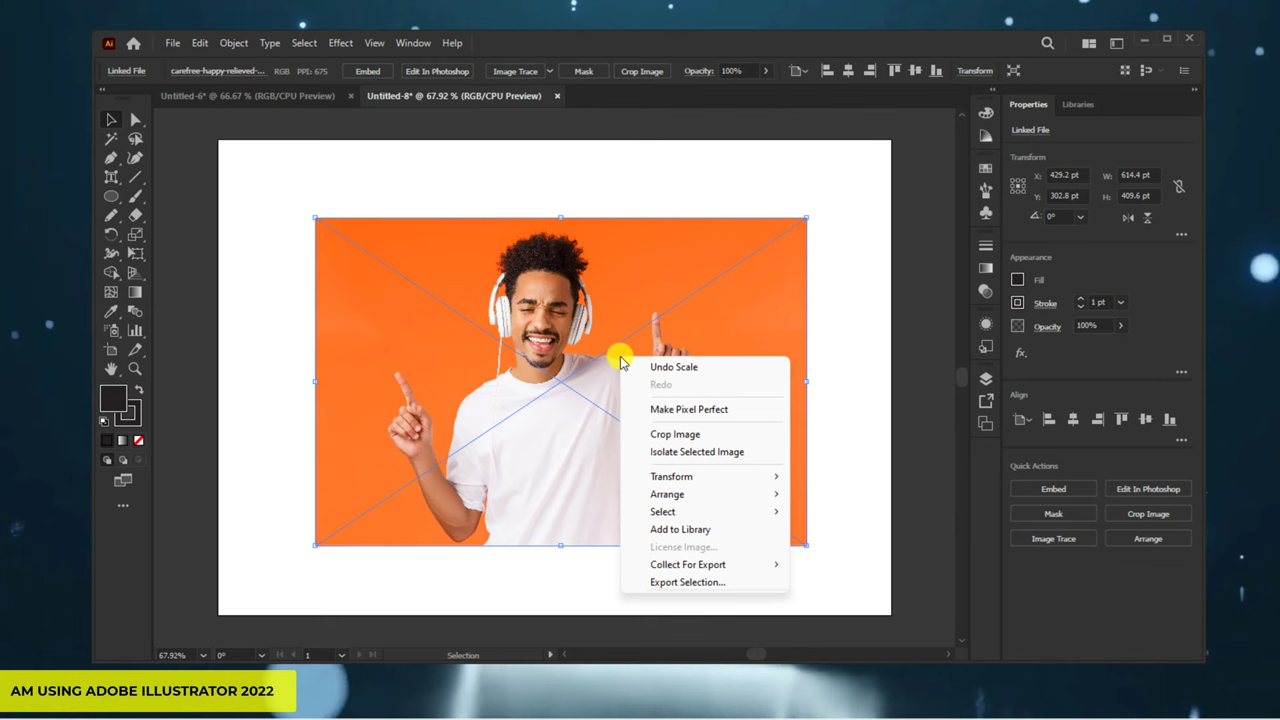 Ai File Edit Object Type Select Effect View Window Help
Linked File carefree-happy-relieved-... RGB PPI: 675 Embed Edit In Photoshop Image Trace Mask Crop Image Opacity: 100% Transform
Untitled-6* @ 66.67 % (RGB/CPU Preview) × Untitled-8* @ 67.92 % (RGB/CPU Preview) ×
Properties Libraries
Linked File
Transform
X: 429.2 pt W: 614.4 pt
Y: 302.8 pt H: 409.6 pt
0°
Appearance
Fill
Stroke 1 pt
Opacity 100%
fx.
Align
Quick Actions
Embed Edit In Photoshop
Mask Crop Image
Image Trace Arrange
Undo Scale
Redo
Make Pixel Perfect
Crop Image
Isolate Selected Image
Transform
Arrange
Select
Add to Library
License Image...
Collect For Export
Export Selection...
67.92% 0° 1 Selection
AM USING ADOBE ILLUSTRATOR 2022